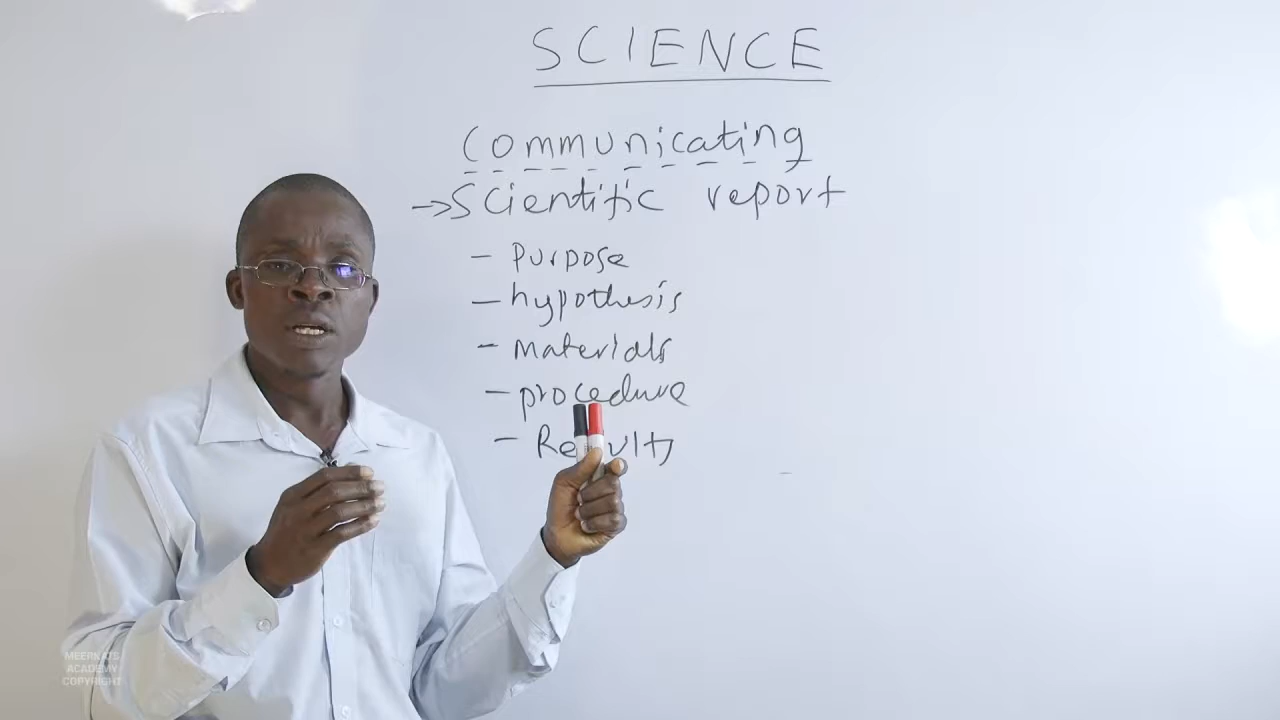 SCIENCE
Communicating
→ Scientific report
- Purpose
- hypothesis
- materials
- procedure
- Results
MEERKATS
ACADEMY
COPYRIGHT